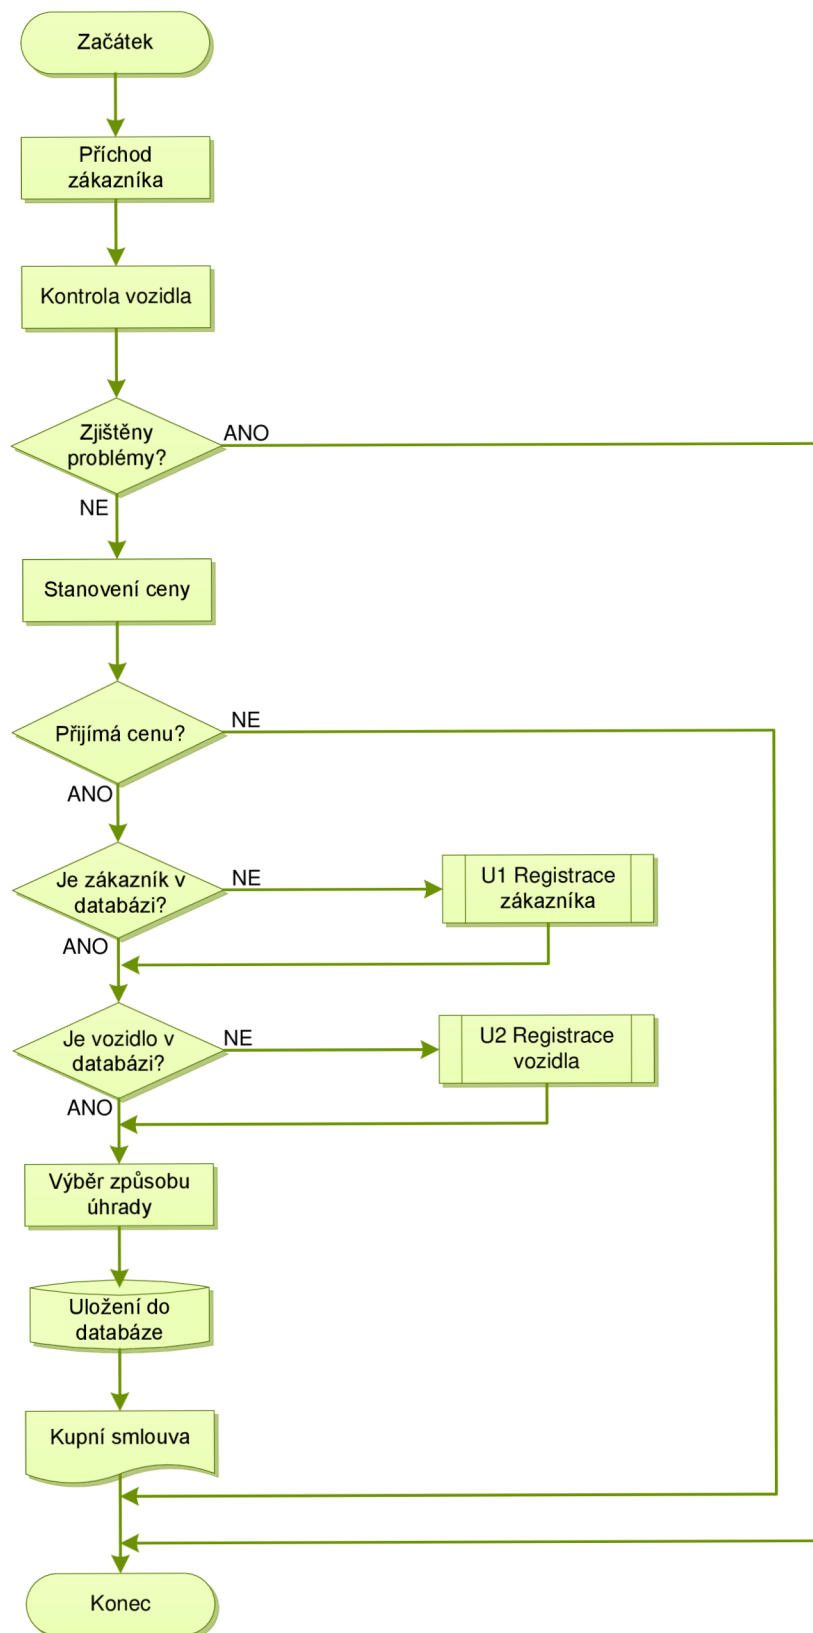 Začátek
Příchod
zákazníka
Kontrola vozidla
Zjištěny
problémy?
ANO
NE
Stanovení ceny
Přijímá cenu?
NE
ANO
Je zákazník v
databázi?
NE
U1 Registrace
zákazníka
ANO
Je vozidlo v
databázi?
NE
U2 Registrace
vozidla
ANO
Výběr způsobu
úhrady
Uložení do
databáze
Kupní smlouva
Konec